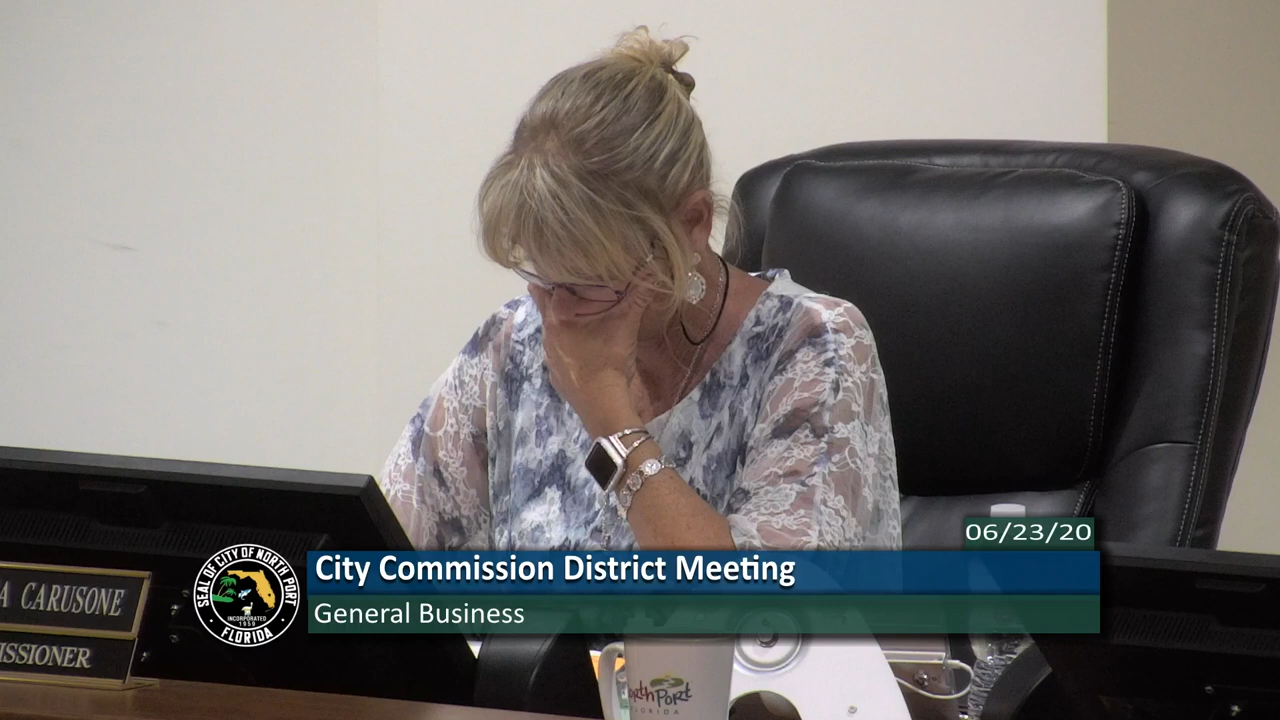 06/23/20
City Commission District Meeting
General Business
SEAL OF CITY OF NORTH PORT
INCORPORATED
1959
FLORIDA
A CARUSONE
ISSIONER
orth Port
FLORIDA